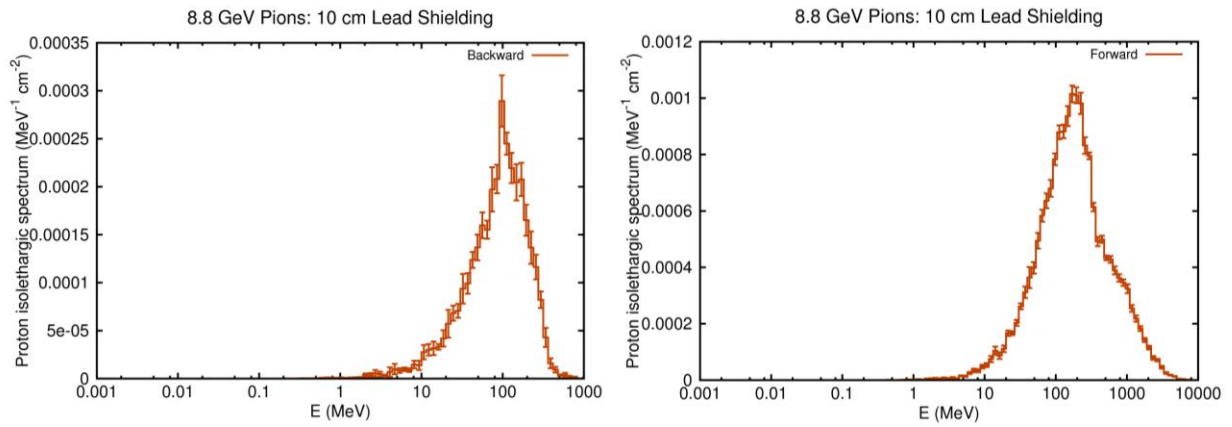 8.8 GeV Pions: 10 cm Lead Shielding
Proton isolethargic spectrum (MeV⁻¹ cm⁻²)
0.00035
0.0003
0.00025
0.0002
0.00015
0.0001
5e-05
0
Backward
0.001 0.01 0.1 1 10 100 1000
E (MeV)
8.8 GeV Pions: 10 cm Lead Shielding
Proton isolethargic spectrum (MeV⁻¹ cm⁻²)
0.0012
0.001
0.0008
0.0006
0.0004
0.0002
0
Forward
0.001 0.01 0.1 1 10 100 1000 10000
E (MeV)